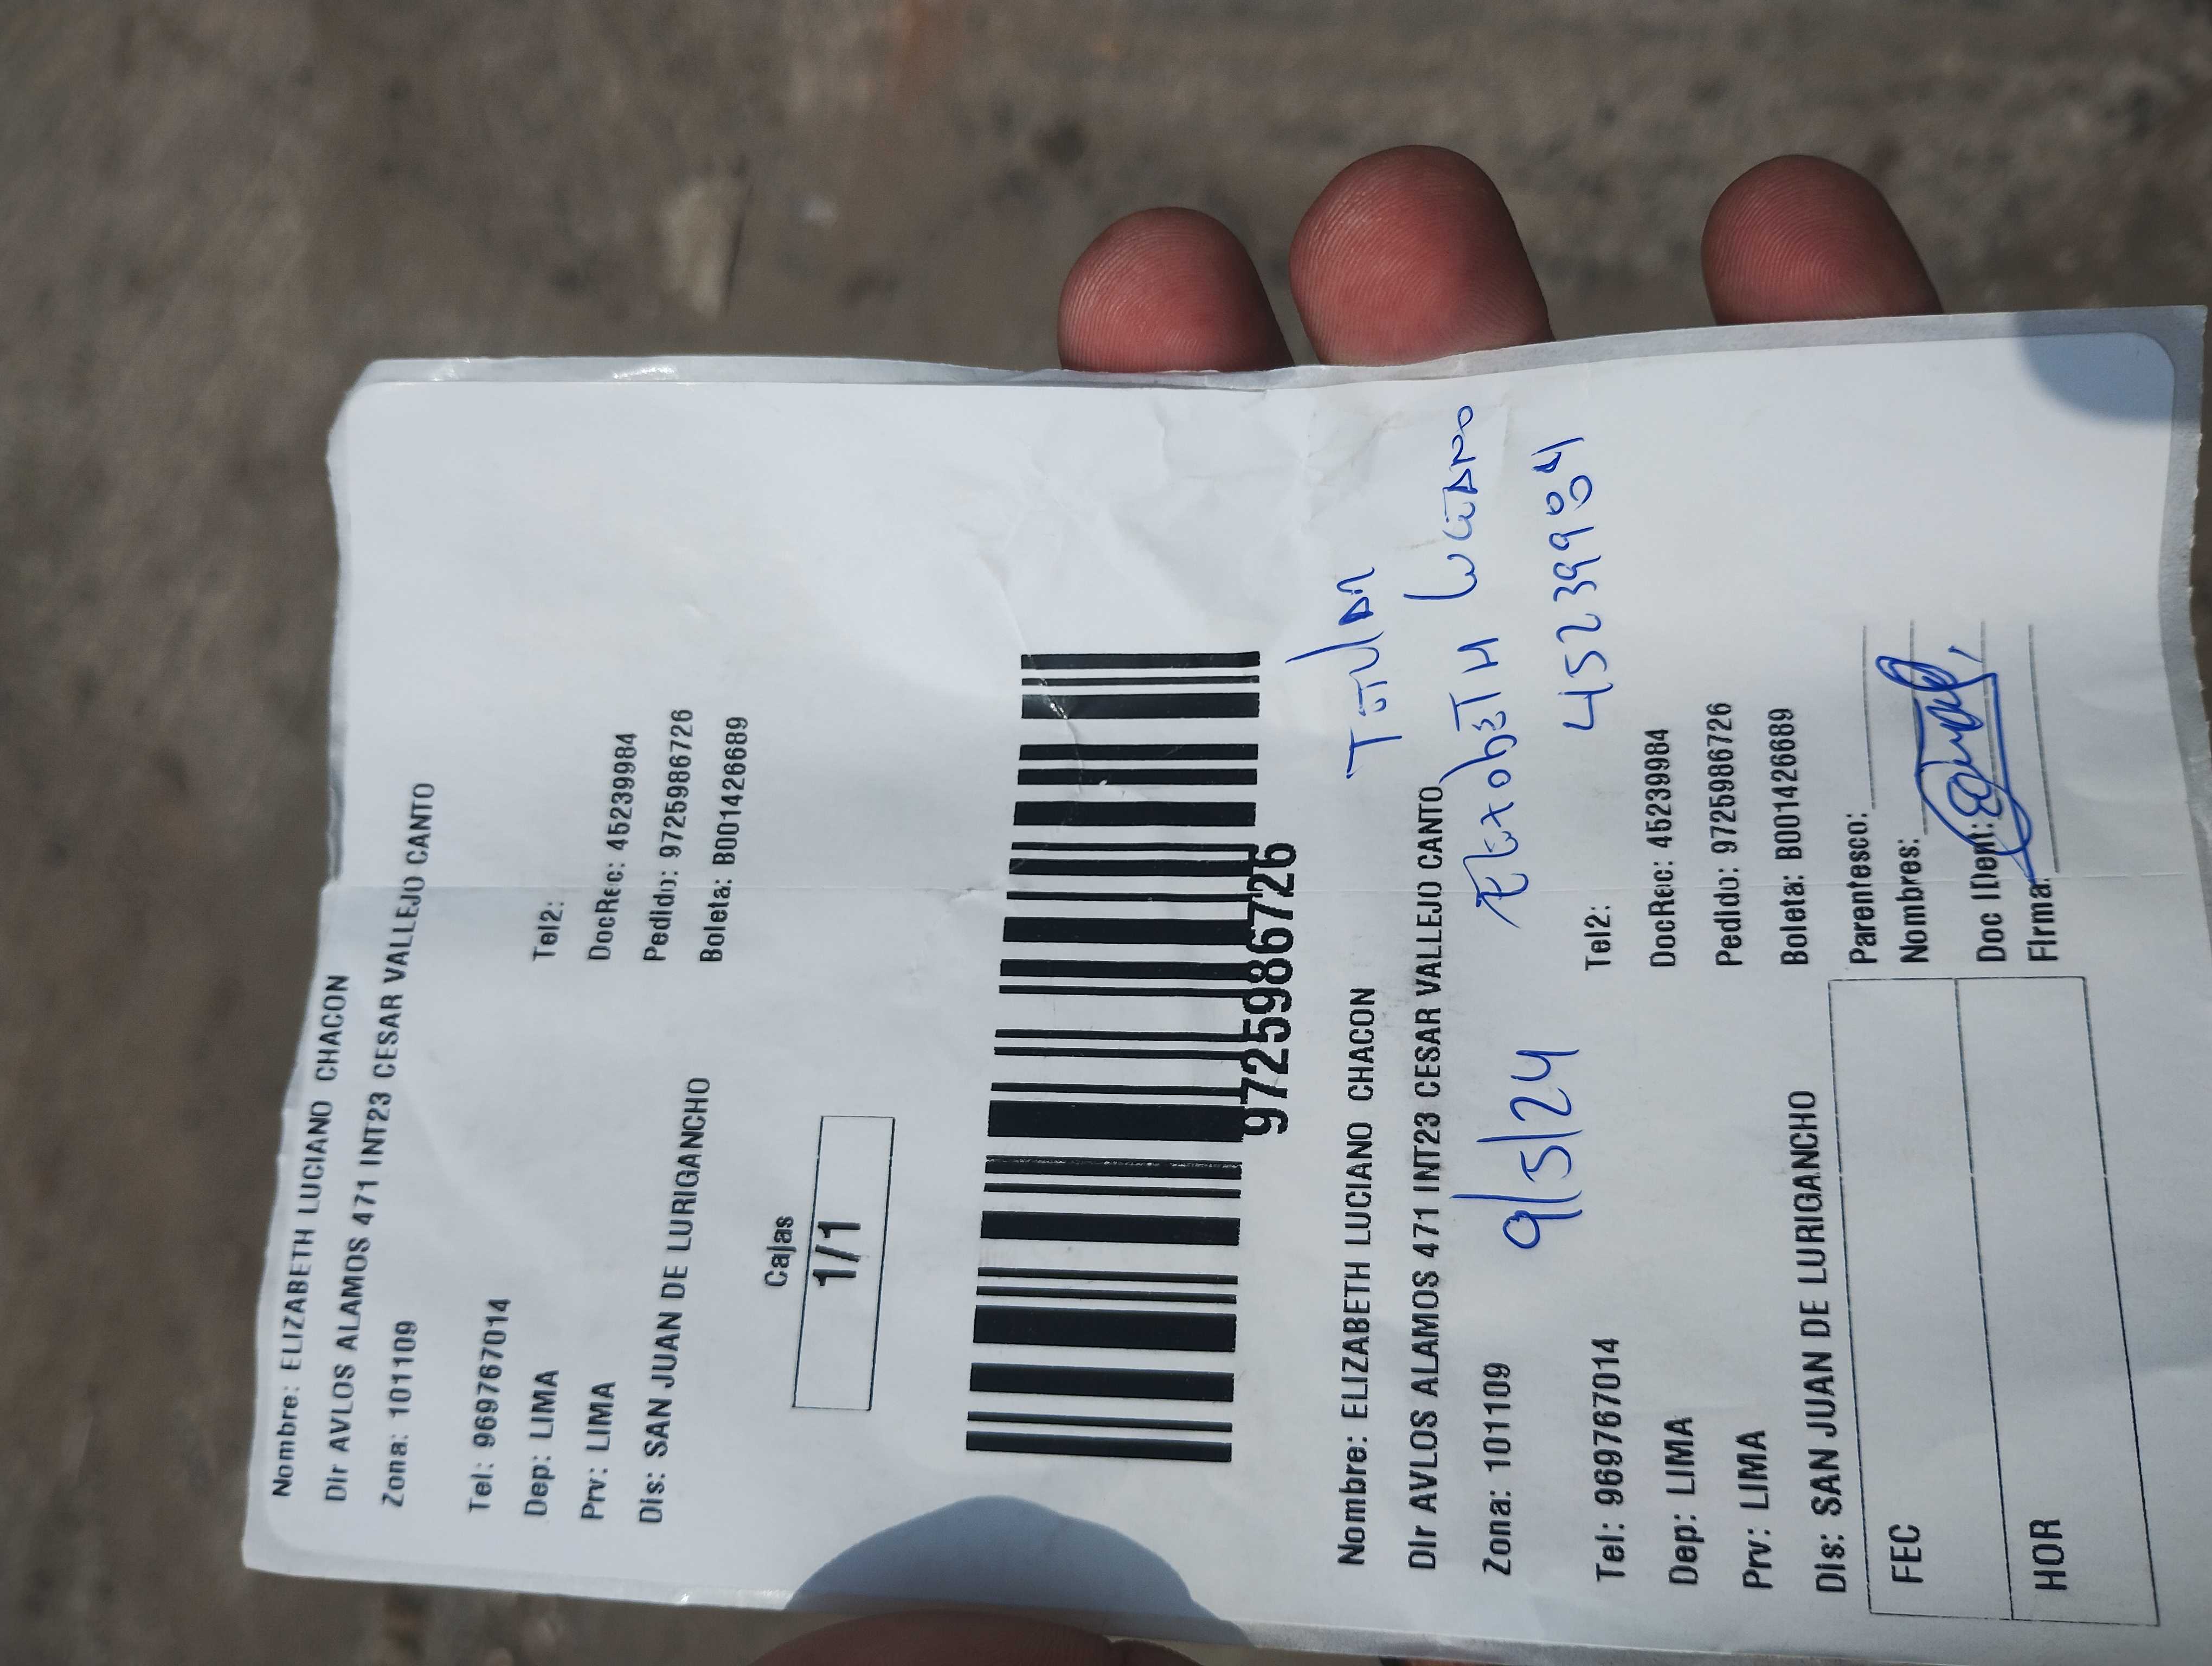 Nombre: ELIZABETH LUCIANO CHACON
Dir AVLOS ALAMOS 471 INT23 CESAR VALLEJO CANTO
Zona: 101109
Tel: 969767014 Tel2:
Dep: LIMA DocRec: 45239984
Prv: LIMA Pedido: 9725986726
Dis: SAN JUAN DE LURIGANCHO Boleta: B001426689
Cajas
1/1
9725986726
Titular
Nombre: ELIZABETH LUCIANO CHACON
Dir AVLOS ALAMOS 471 INT23 CESAR VALLEJO CANTO
Luciano
Zona: 101109 9/5/24
45239984
Tel: 969767014 Tel2:
Dep: LIMA DocRec: 45239984
Prv: LIMA Pedido: 9725986726
Dis: SAN JUAN DE LURIGANCHO Boleta: B001426689
FEC
HOR
Parentesco:
Nombres:
Doc IDent:
Firma: